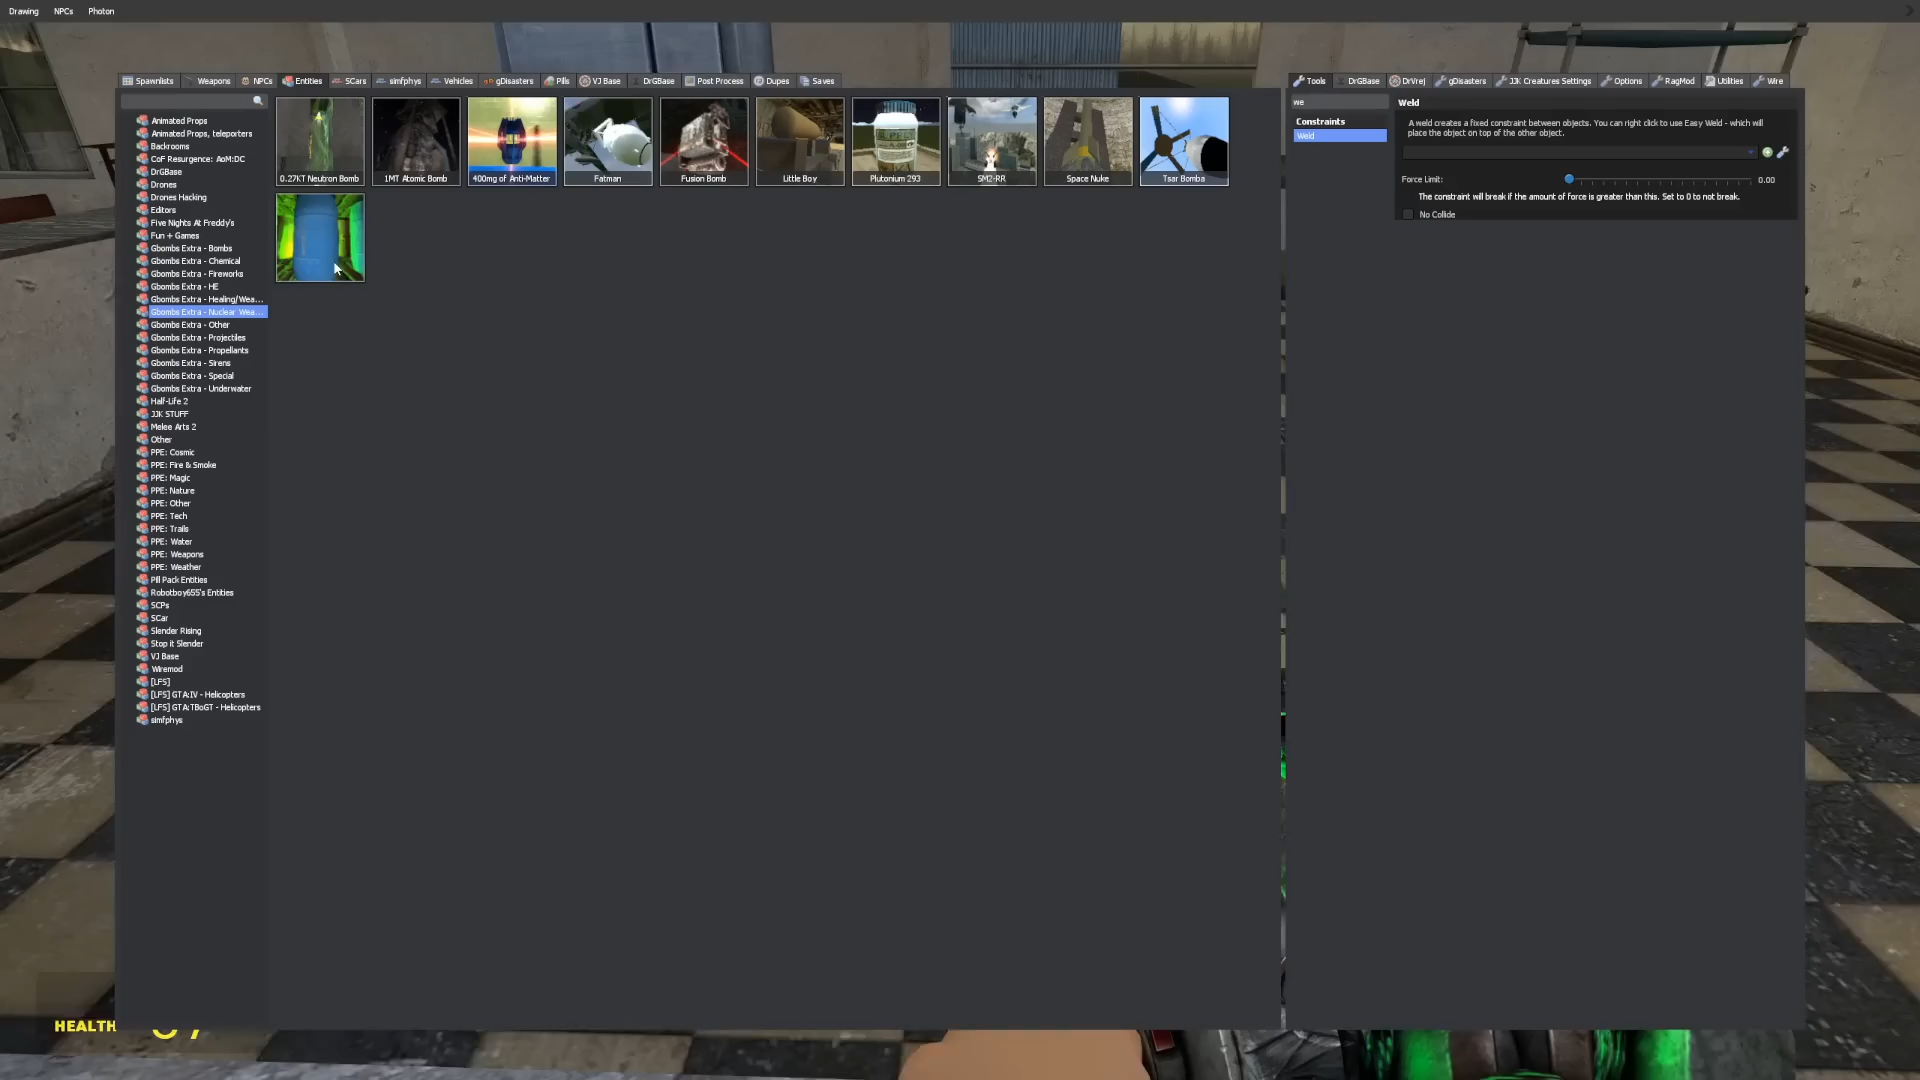 Drawing NPCs Photon
Spawnlists Weapons NPCs Entities SCars simfphys Vehicles gDisasters Pills VJ Base DrGBase Post Process Dupes Saves
Tools DrGBase DrVrej gDisasters JJK Creatures Settings Options RagMod Utilities Wire
Animated Props
Animated Props, teleporters
Backrooms
CoF Resurgence: AoM:DC
DrGBase
Drones
Drones Hacking
Editors
Five Nights At Freddy's
Fun + Games
Gbombs Extra - Bombs
Gbombs Extra - Chemical
Gbombs Extra - Fireworks
Gbombs Extra - HE
Gbombs Extra - Healing/Wea...
Gbombs Extra - Nuclear Wea...
Gbombs Extra - Other
Gbombs Extra - Projectiles
Gbombs Extra - Propellants
Gbombs Extra - Sirens
Gbombs Extra - Special
Gbombs Extra - Underwater
Half-Life 2
JJK STUFF
Melee Arts 2
Other
PPE: Cosmic
PPE: Fire & Smoke
PPE: Magic
PPE: Nature
PPE: Other
PPE: Tech
PPE: Trails
PPE: Water
PPE: Weapons
PPE: Weather
Pill Pack Entities
Robotboy655's Entities
SCPs
SCar
Slender Rising
Stop it Slender
VJ Base
Wiremod
[LFS]
[LFS] GTA:IV - Helicopters
[LFS] GTA:TBoGT - Helicopters
simfphys
0.27KT Neutron Bomb
1MT Atomic Bomb
400mg of Anti-Matter
Fatman
Fusion Bomb
Little Boy
Plutonium 293
SM2-RR
Space Nuke
Tsar Bomba
we
Constraints
Weld
Weld
A weld creates a fixed constraint between objects. You can right click to use Easy Weld - which will
place the object on top of the other object.
Force Limit: 0.00
The constraint will break if the amount of force is greater than this. Set to 0 to not break.
No Collide
HEALTH